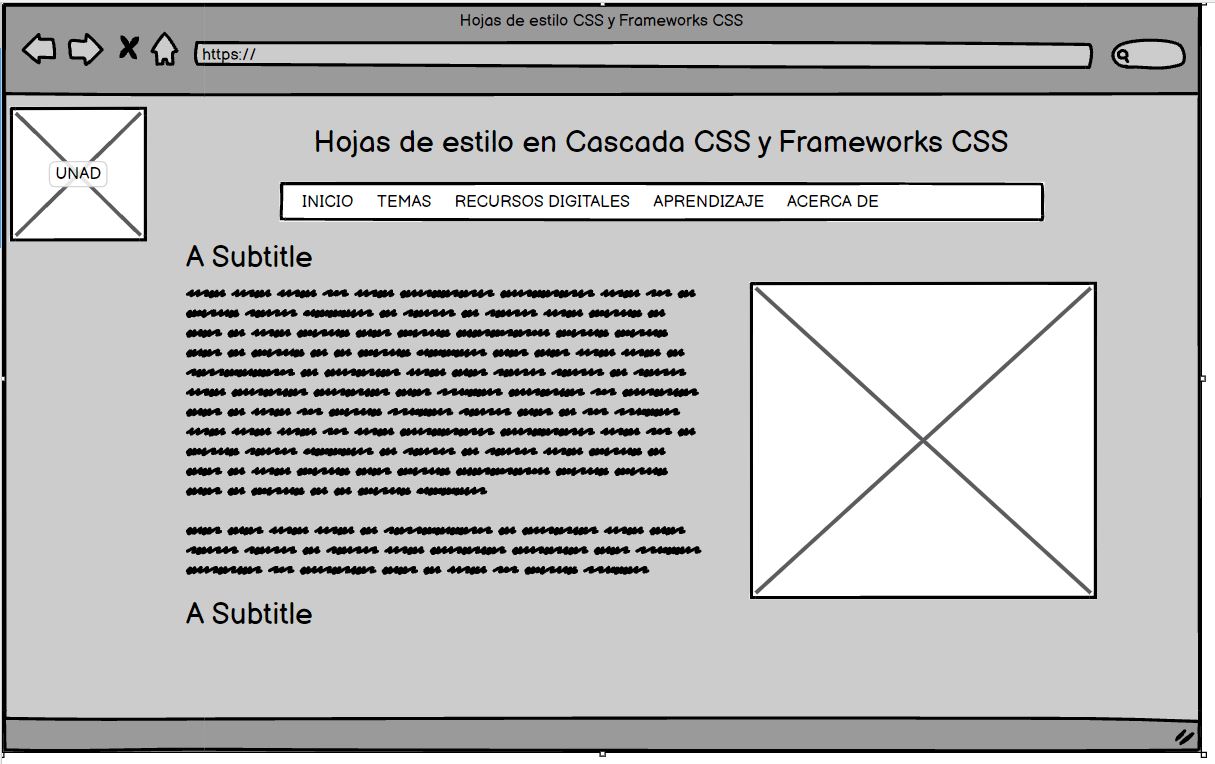 Hojas de estilo CSS y Frameworks CSS
https://
UNAD
Hojas de estilo en Cascada CSS y Frameworks CSS
INICIO TEMAS RECURSOS DIGITALES APRENDIZAJE ACERCA DE
A Subtitle
A Subtitle